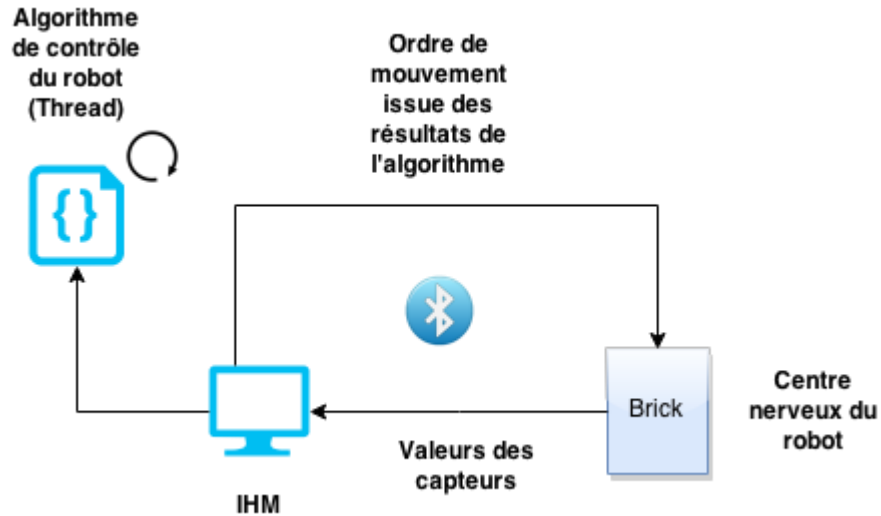 Algorithme
de contrôle
du robot
(Thread)
{}
Ordre de
mouvement
issue des
résultats de
l'algorithme
Brick
Centre
nerveux du
robot
Valeurs des
capteurs
IHM